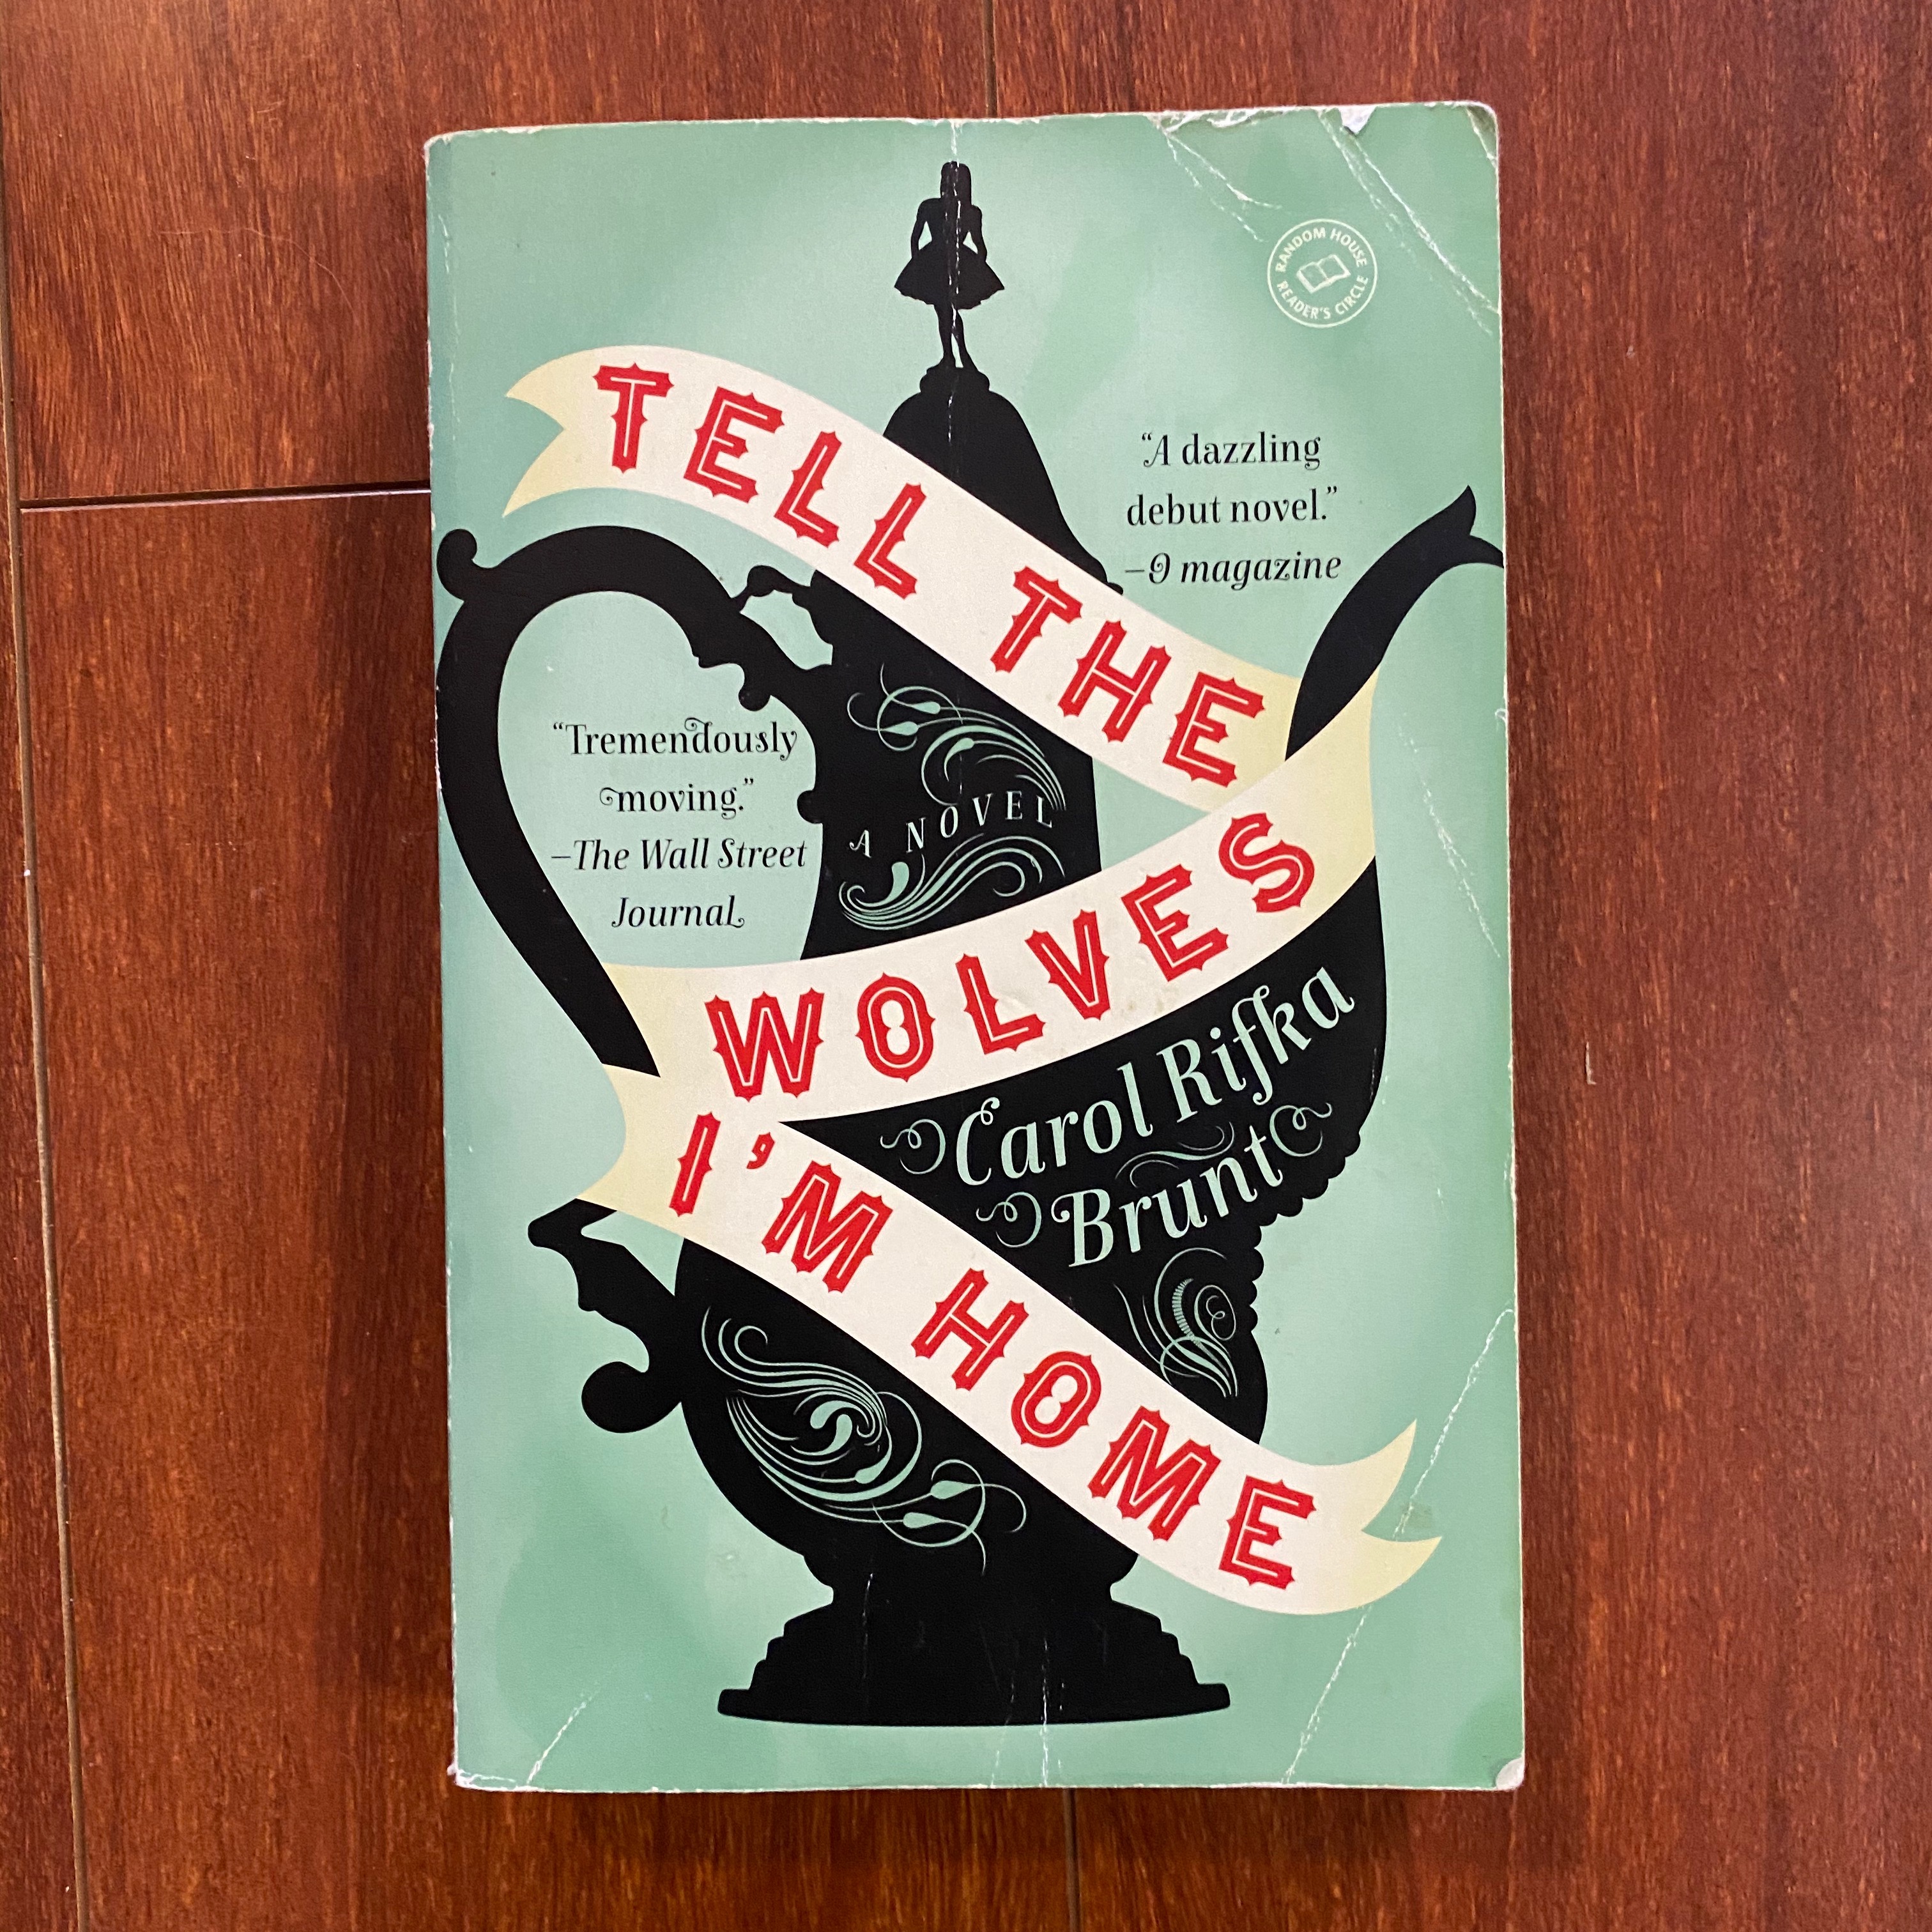 RANDOM HOUSE
READER'S CIRCLE
TELL THE
“A dazzling
debut novel.”
–O magazine
“Tremendously
moving.”
–The Wall Street
Journal
A NOVEL
WOLVES
Carol Rifka
Brunt
I'M HOME